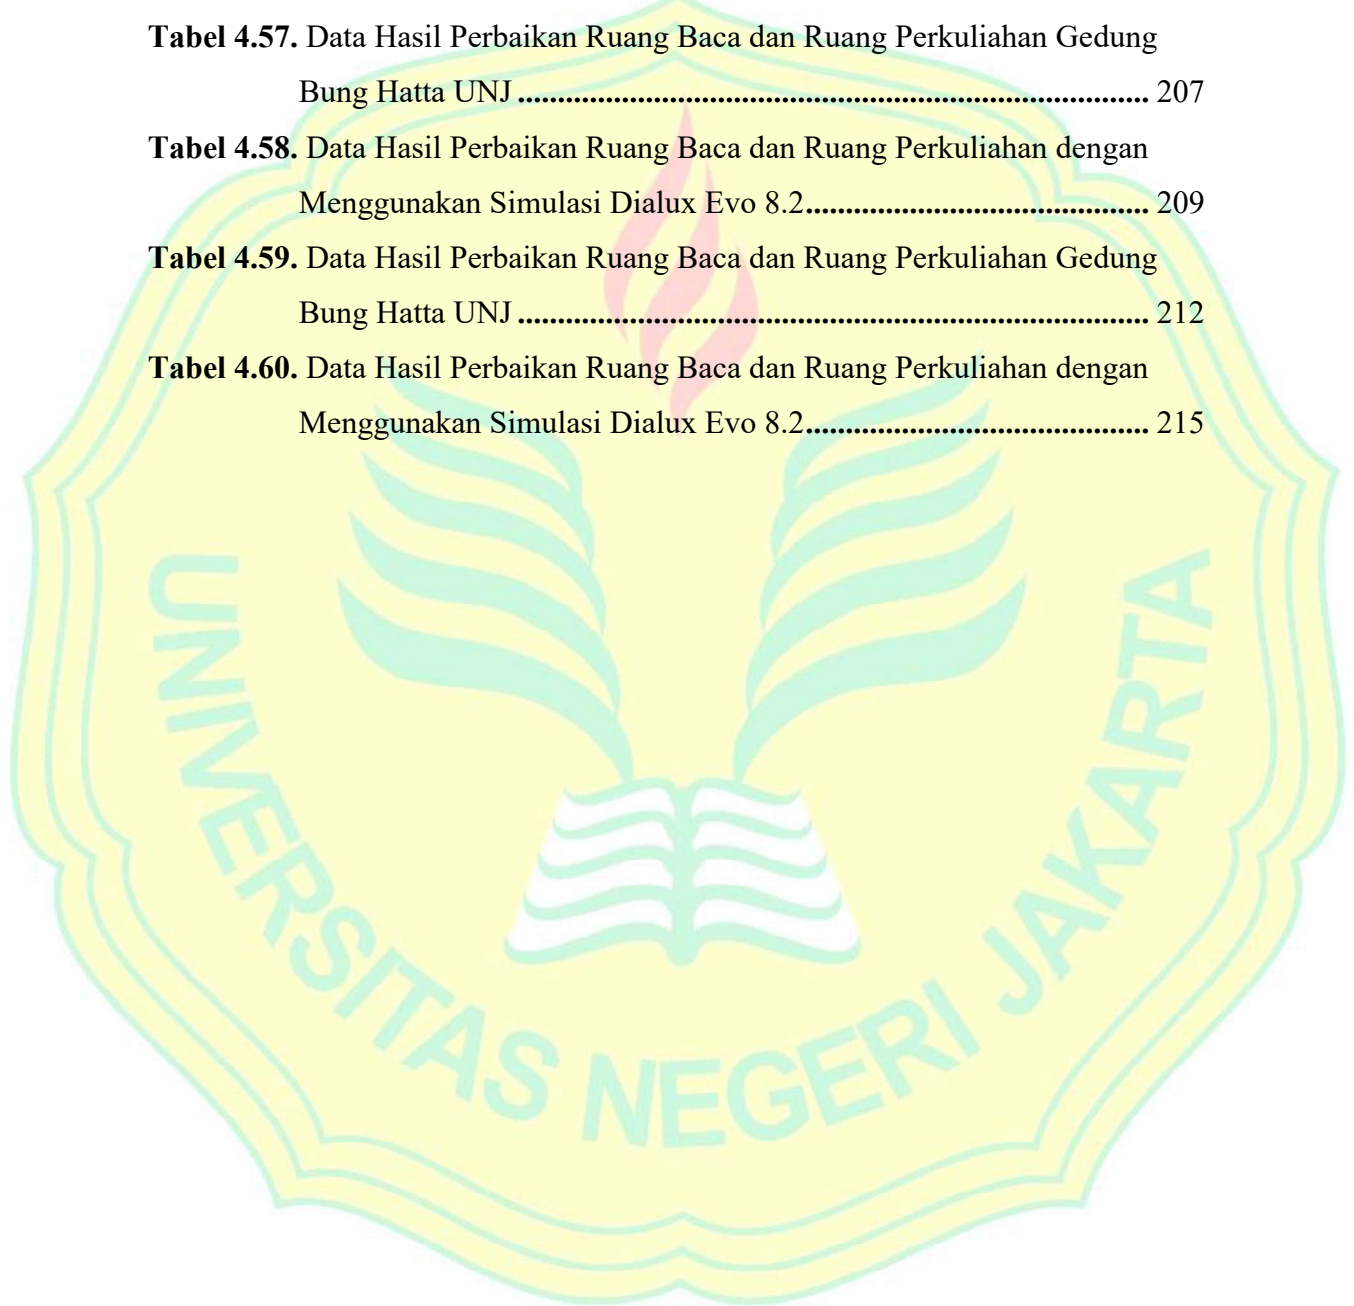 Tabel 4.57. Data Hasil Perbaikan Ruang Baca dan Ruang Perkuliahan Gedung
Bung Hatta UNJ ............................................................................... 207
Tabel 4.58. Data Hasil Perbaikan Ruang Baca dan Ruang Perkuliahan dengan
Menggunakan Simulasi Dialux Evo 8.2........................................... 209
Tabel 4.59. Data Hasil Perbaikan Ruang Baca dan Ruang Perkuliahan Gedung
Bung Hatta UNJ ............................................................................... 212
Tabel 4.60. Data Hasil Perbaikan Ruang Baca dan Ruang Perkuliahan dengan
Menggunakan Simulasi Dialux Evo 8.2........................................... 215
UNIVERSITAS NEGERI JAKARTA